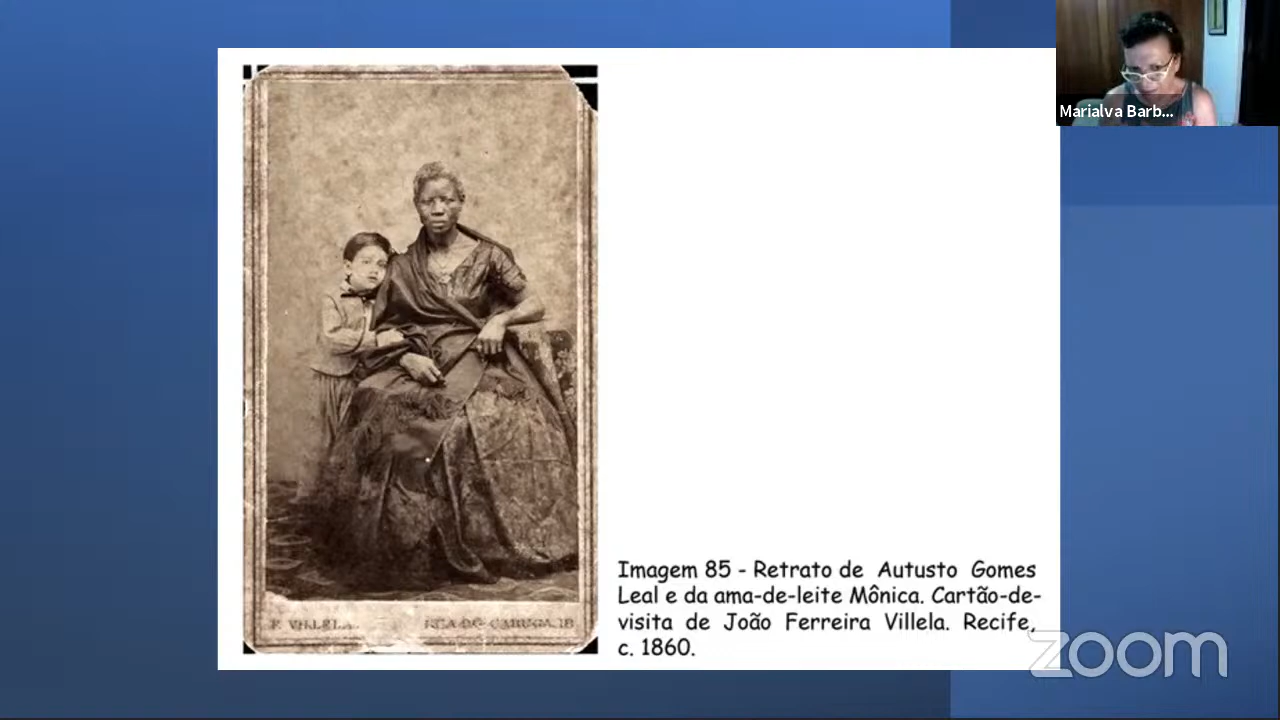 Marialva Barb...
F. VILLELA.
RUA DO CABUGA, 18
Imagem 85 - Retrato de Autusto Gomes
Leal e da ama-de-leite Mônica. Cartão-de-
visita de João Ferreira Villela. Recife,
c. 1860.
zoom